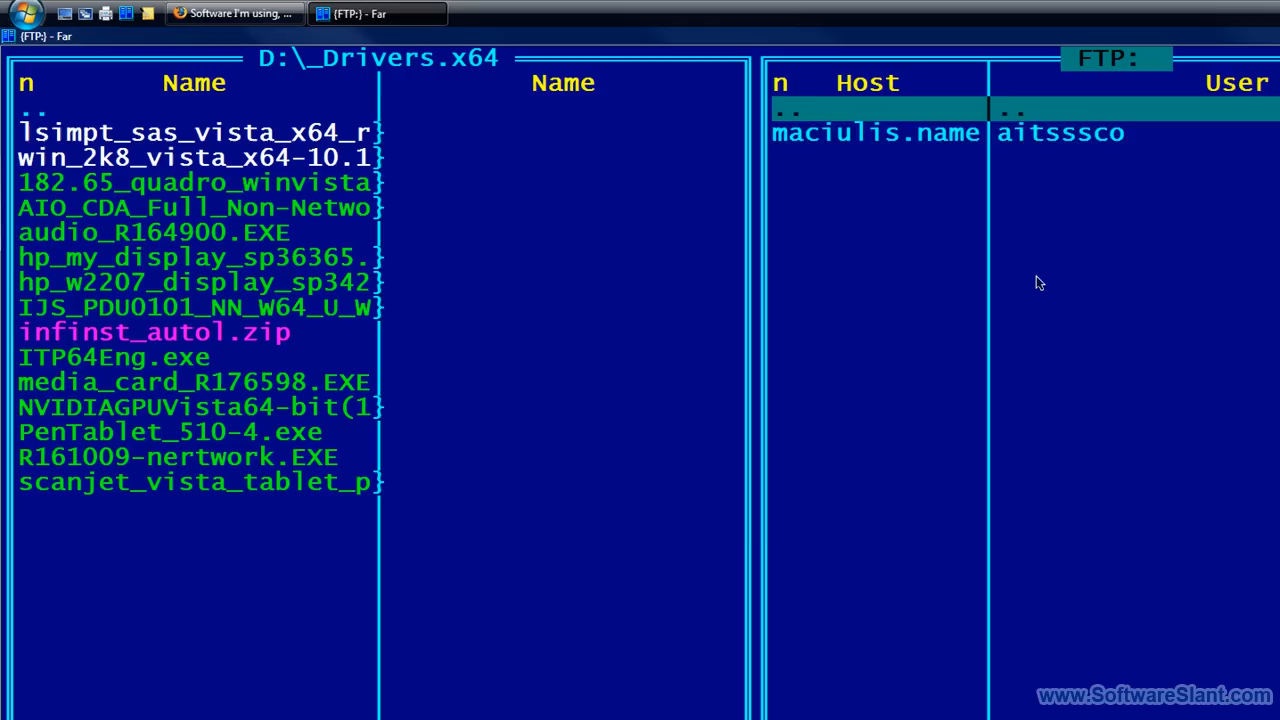 Software I'm using, ...
{FTP:} - Far
{FTP:} - Far
D:\_Drivers.x64
n Name Name
..
lsimpt_sas_vista_x64_r}
win_2k8_vista_x64-10.1}
182.65_quadro_winvista}
AIO_CDA_Full_Non-Netwo}
audio_R164900.EXE
hp_my_display_sp36365.}
hp_w2207_display_sp342}
IJS_PDU0101_NN_W64_U_W}
infinst_autol.zip
ITP64Eng.exe
media_card_R176598.EXE
NVIDIAGPUVista64-bit(1}
PenTablet_510-4.exe
R161009-nertwork.EXE
scanjet_vista_tablet_p}
FTP:
n Host User
.. ..
maciulis.name aitsssco
www.SoftwareSlant.com